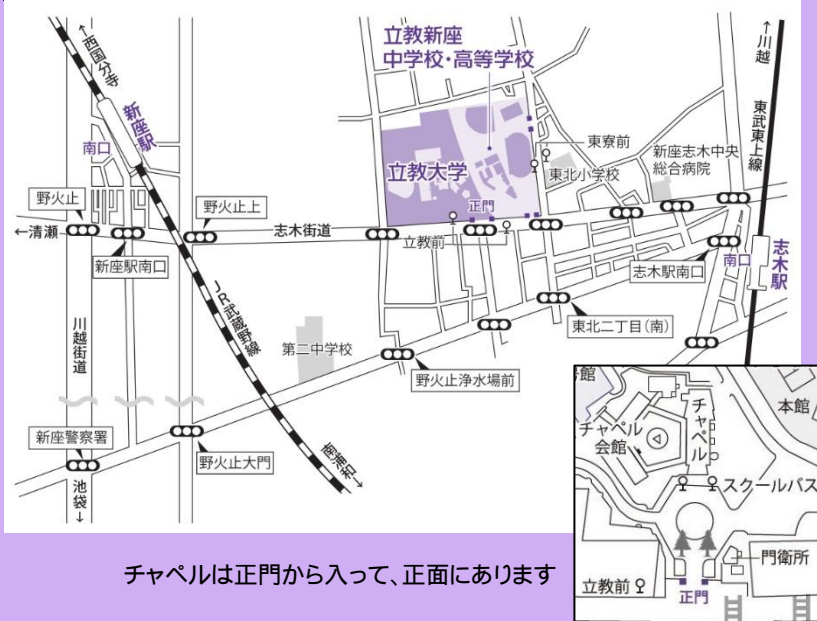 ←西国分寺
新座駅
南口
野火止
←清瀬
新座駅南口
野火止上
志木街道
立教新座
中学校・高等学校
立教大学
正門
立教前
東寮前
東北小学校
新座志木中央
総合病院
↑川越
東武東上線
志木駅南口
南口
志木駅
東北二丁目(南)
JR武蔵野線
川越街道
第二中学校
野火止浄水場前
新座警察署
池袋↓
野火止大門
南浦和→
館
チャペル
会館
チャペル
本館
スクールバス
門衛所
立教前
正門
チャペルは正門から入って、正面にあります